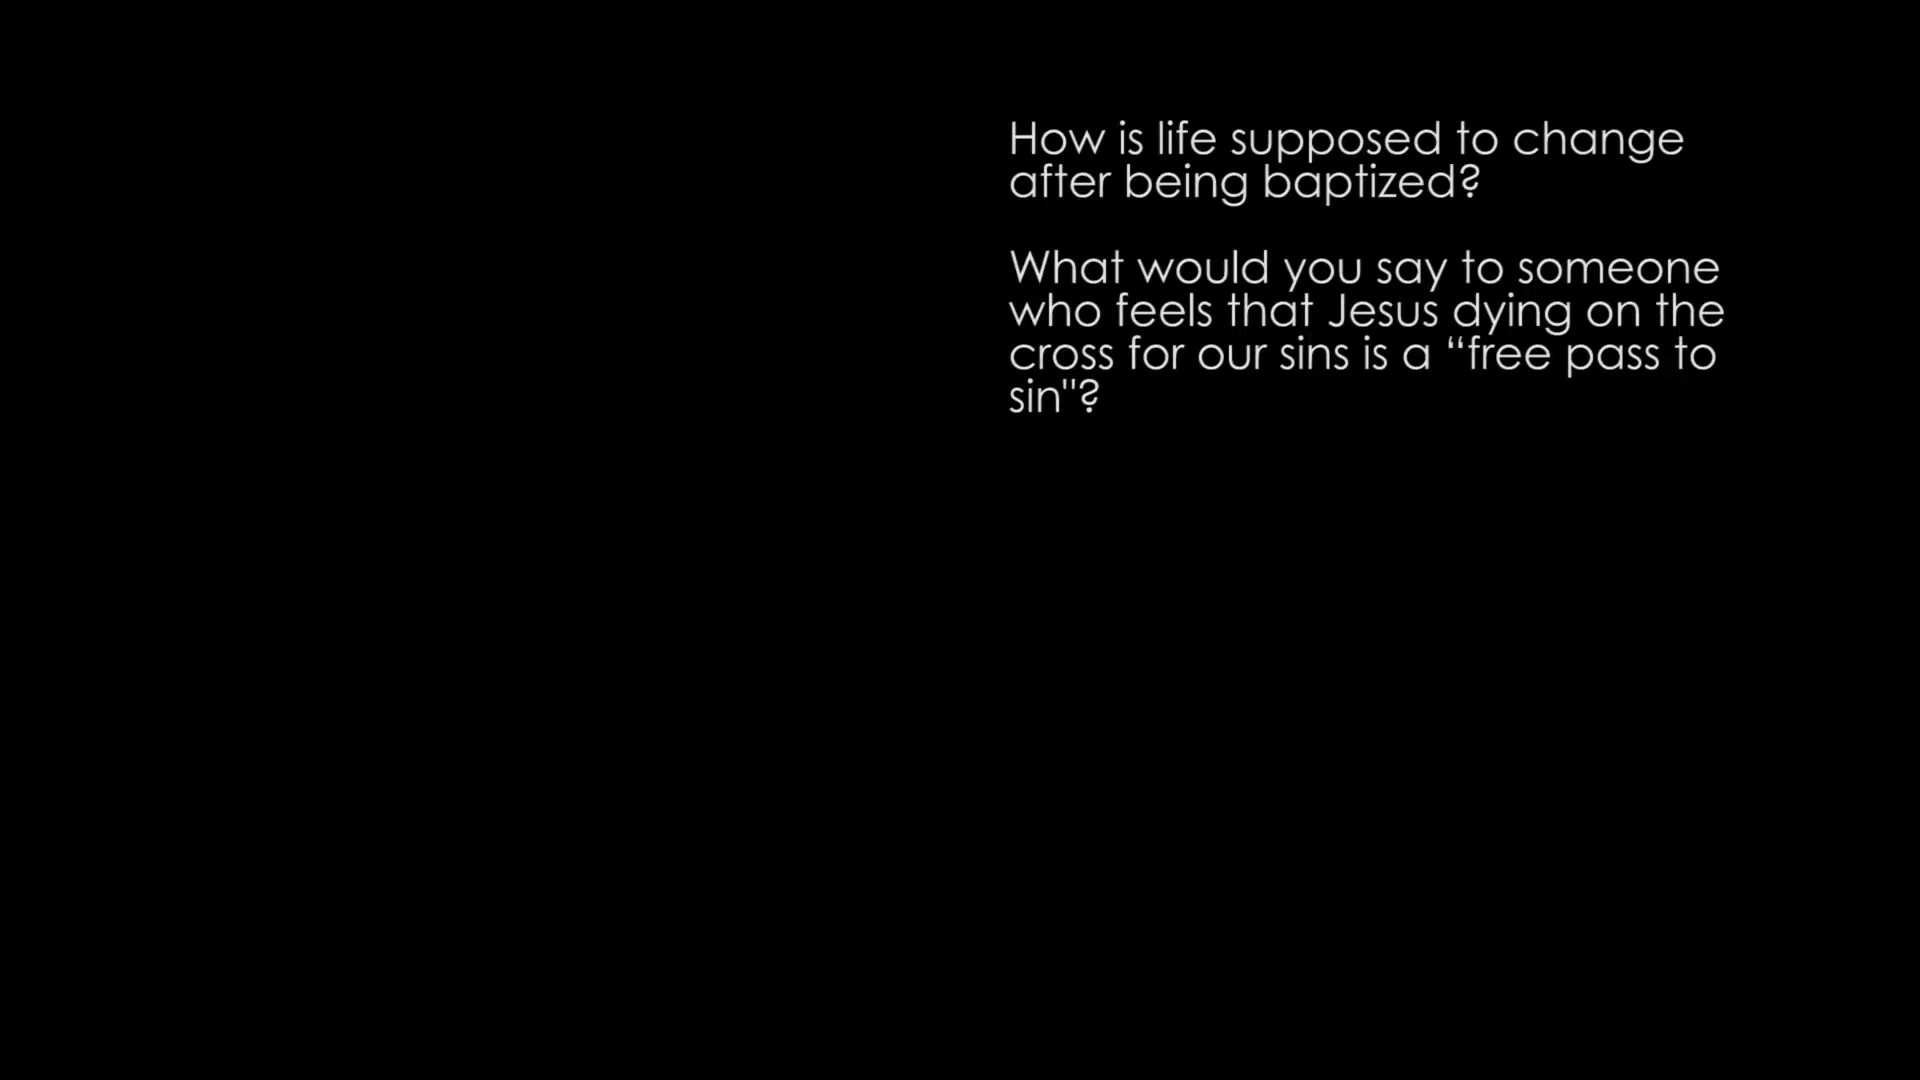 How is life supposed to change
after being baptized?
What would you say to someone
who feels that Jesus dying on the
cross for our sins is a “free pass to
sin"?